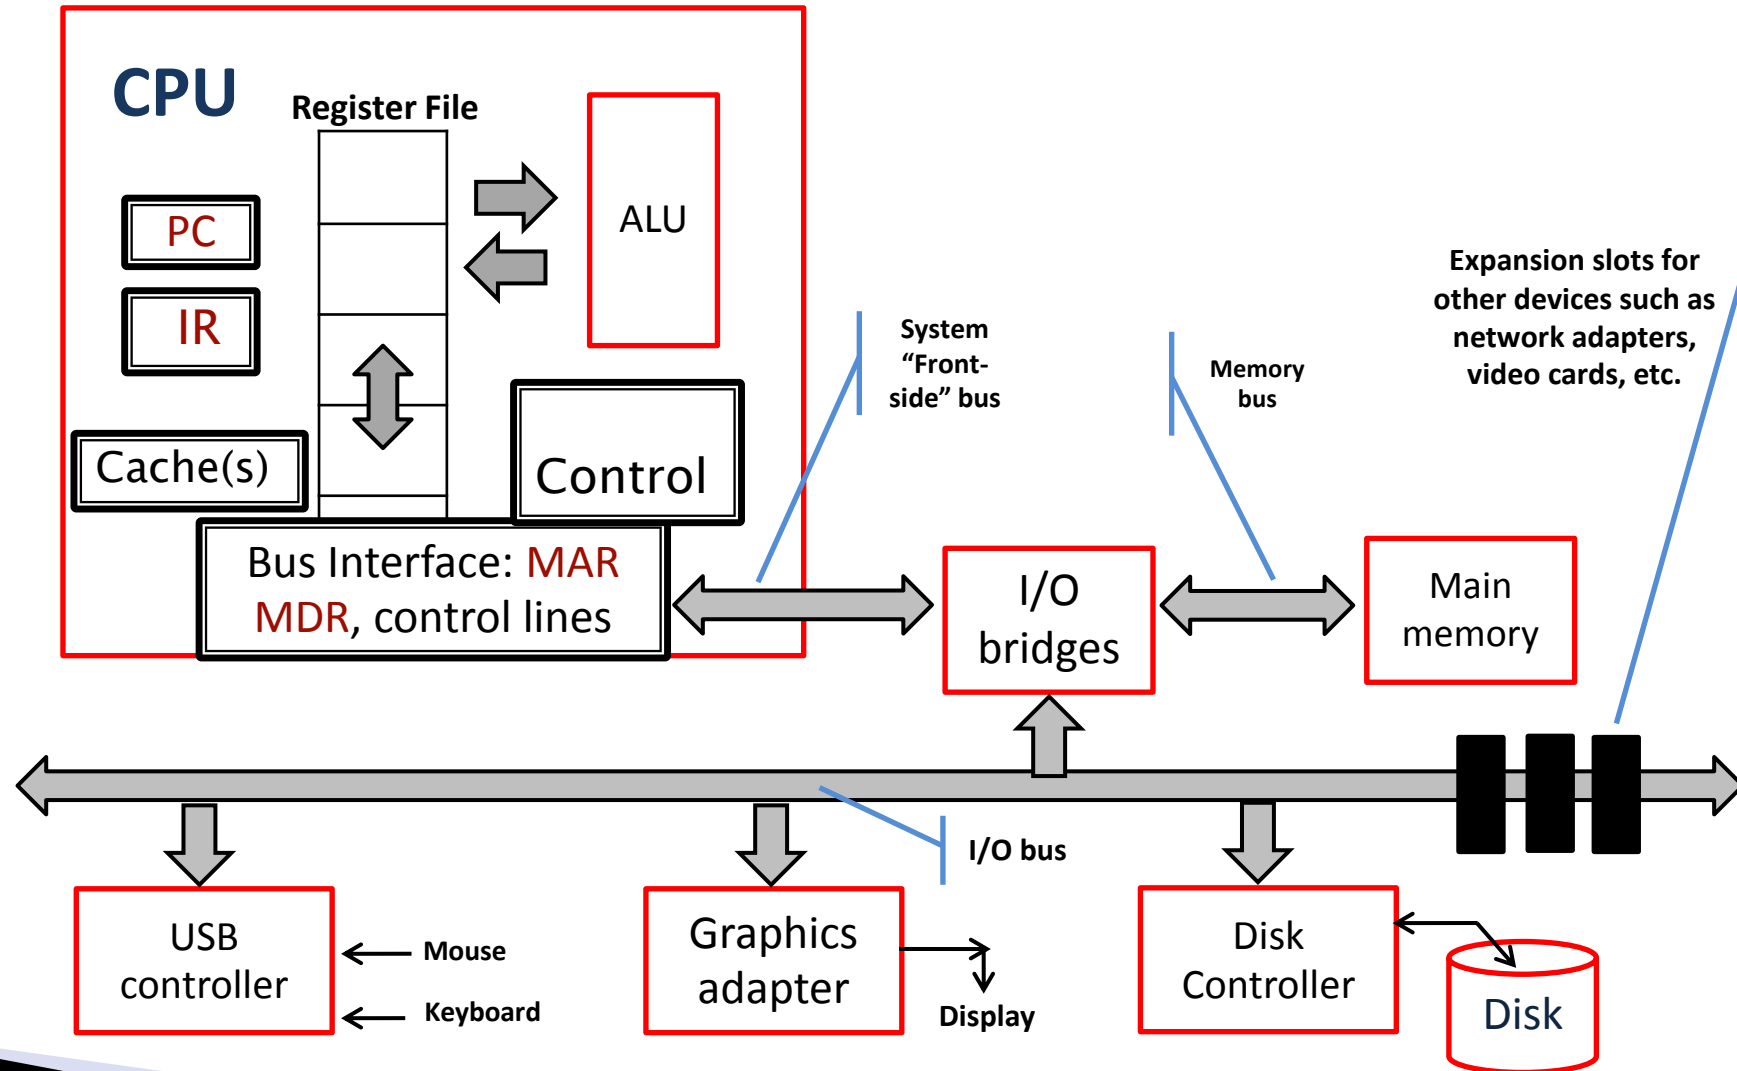 CPU
Register File
PC
IR
ALU
Cache(s)
Control
Bus Interface: MAR
MDR, control lines
System
“Front-
side” bus
Memory
bus
Expansion slots for
other devices such as
network adapters,
video cards, etc.
I/O
bridges
Main
memory
I/O bus
USB
controller
Mouse
Keyboard
Graphics
adapter
Display
Disk
Controller
Disk